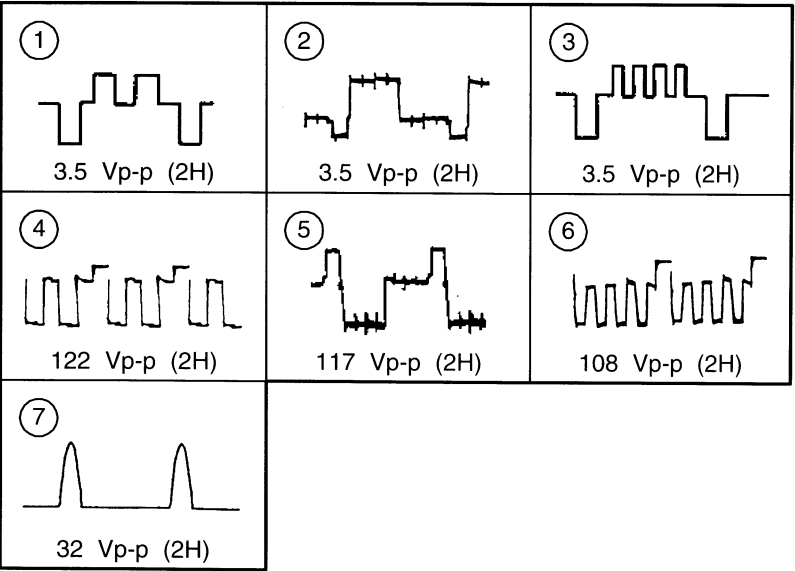 1
2
3
3.5 Vp-p (2H)
3.5 Vp-p (2H)
3.5 Vp-p (2H)
4
5
6
122 Vp-p (2H)
117 Vp-p (2H)
108 Vp-p (2H)
7
32 Vp-p (2H)